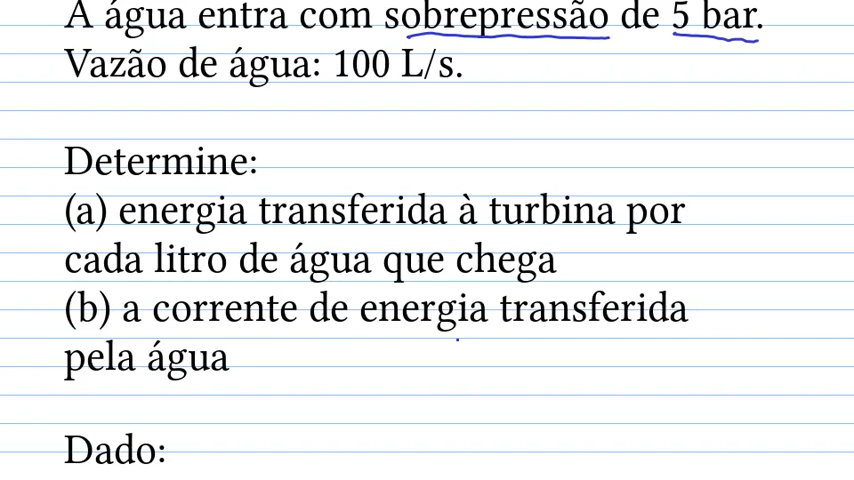 A água entra com sobrepressão de 5 bar.
Vazão de água: 100 L/s.
Determine:
(a) energia transferida à turbina por
cada litro de água que chega
(b) a corrente de energia transferida
pela água
Dado: